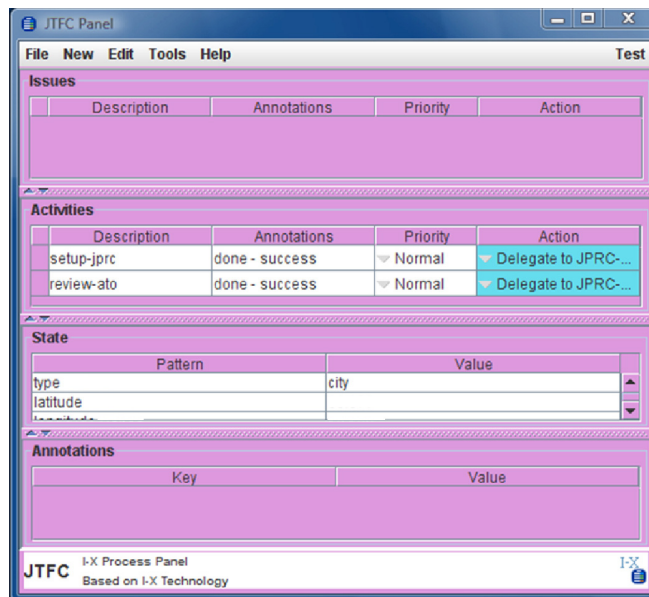 JTFC Panel
File New Edit Tools Help Test
Issues
Description Annotations Priority Action
Activities
Description Annotations Priority Action
setup-jprc done - success Normal Delegate to JPRC-...
review-ato done - success Normal Delegate to JPRC-...
State
Pattern Value
type city
latitude
Annotations
Key Value
JTFC I-X Process Panel
Based on I-X Technology
I-X